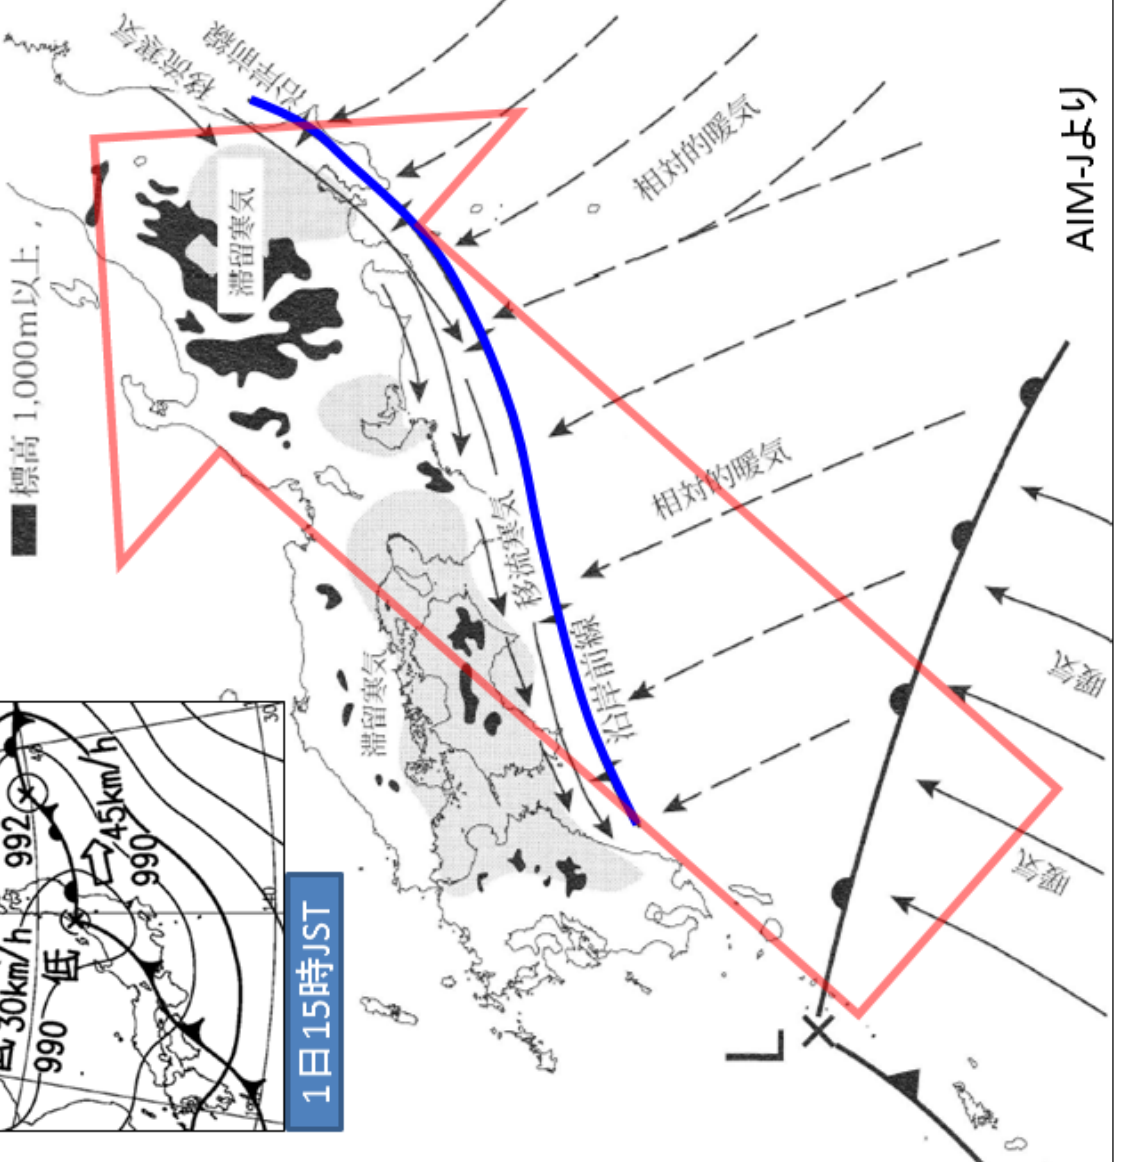 移流寒気
沿岸前線
相対的暖気
AIM-Jより
滞留寒気
標高 1,000m以上
相対的暖気
移流寒気
沿岸前線
滞留寒気
暖気
暖気
L
992
45km/h
990
30km/h
低
990
30
40
140
1日15時JST